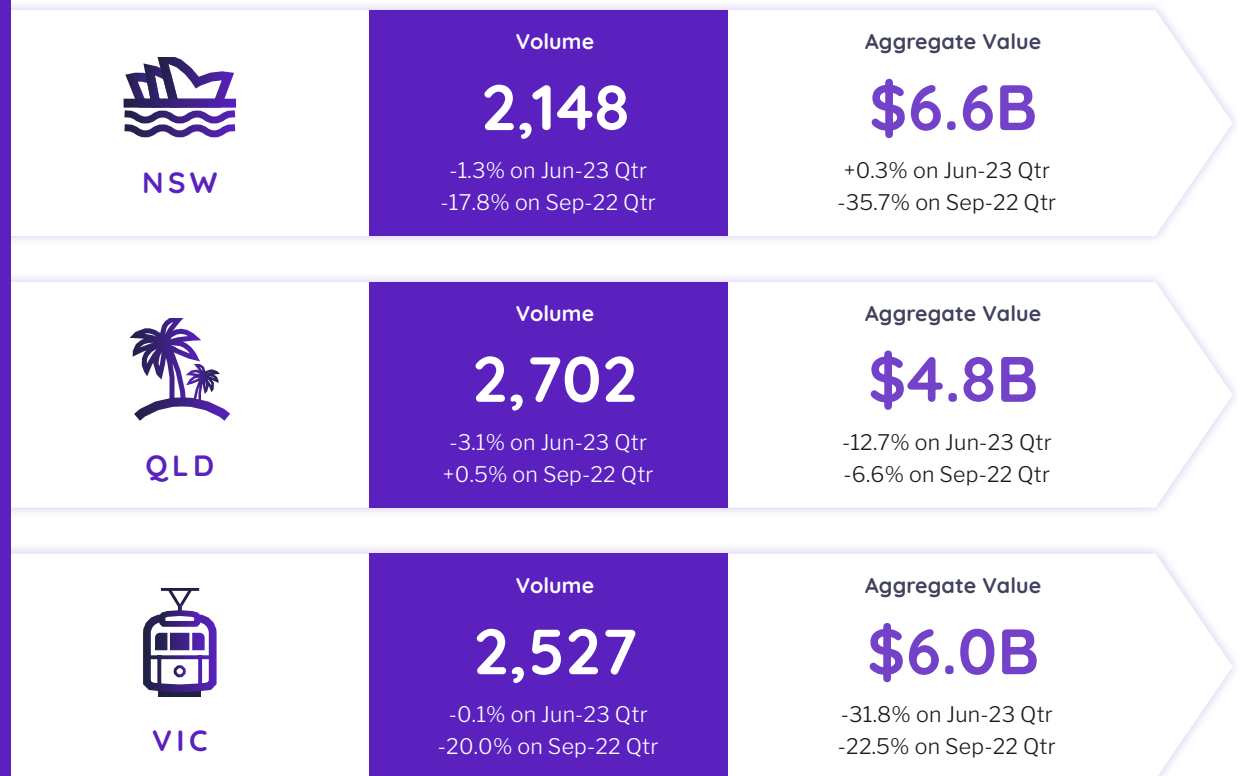 Volume
Aggregate Value
2,148
$6.6B
-1.3% on Jun-23 Qtr
+0.3% on Jun-23 Qtr
-17.8% on Sep-22 Qtr
-35.7% on Sep-22 Qtr
NSW
Volume
Aggregate Value
2,702
$4.8B
-3.1% on Jun-23 Qtr
-12.7% on Jun-23 Qtr
+0.5% on Sep-22 Qtr
-6.6% on Sep-22 Qtr
QLD
Volume
Aggregate Value
2,527
$6.0B
-0.1% on Jun-23 Qtr
-31.8% on Jun-23 Qtr
-20.0% on Sep-22 Qtr
-22.5% on Sep-22 Qtr
VIC